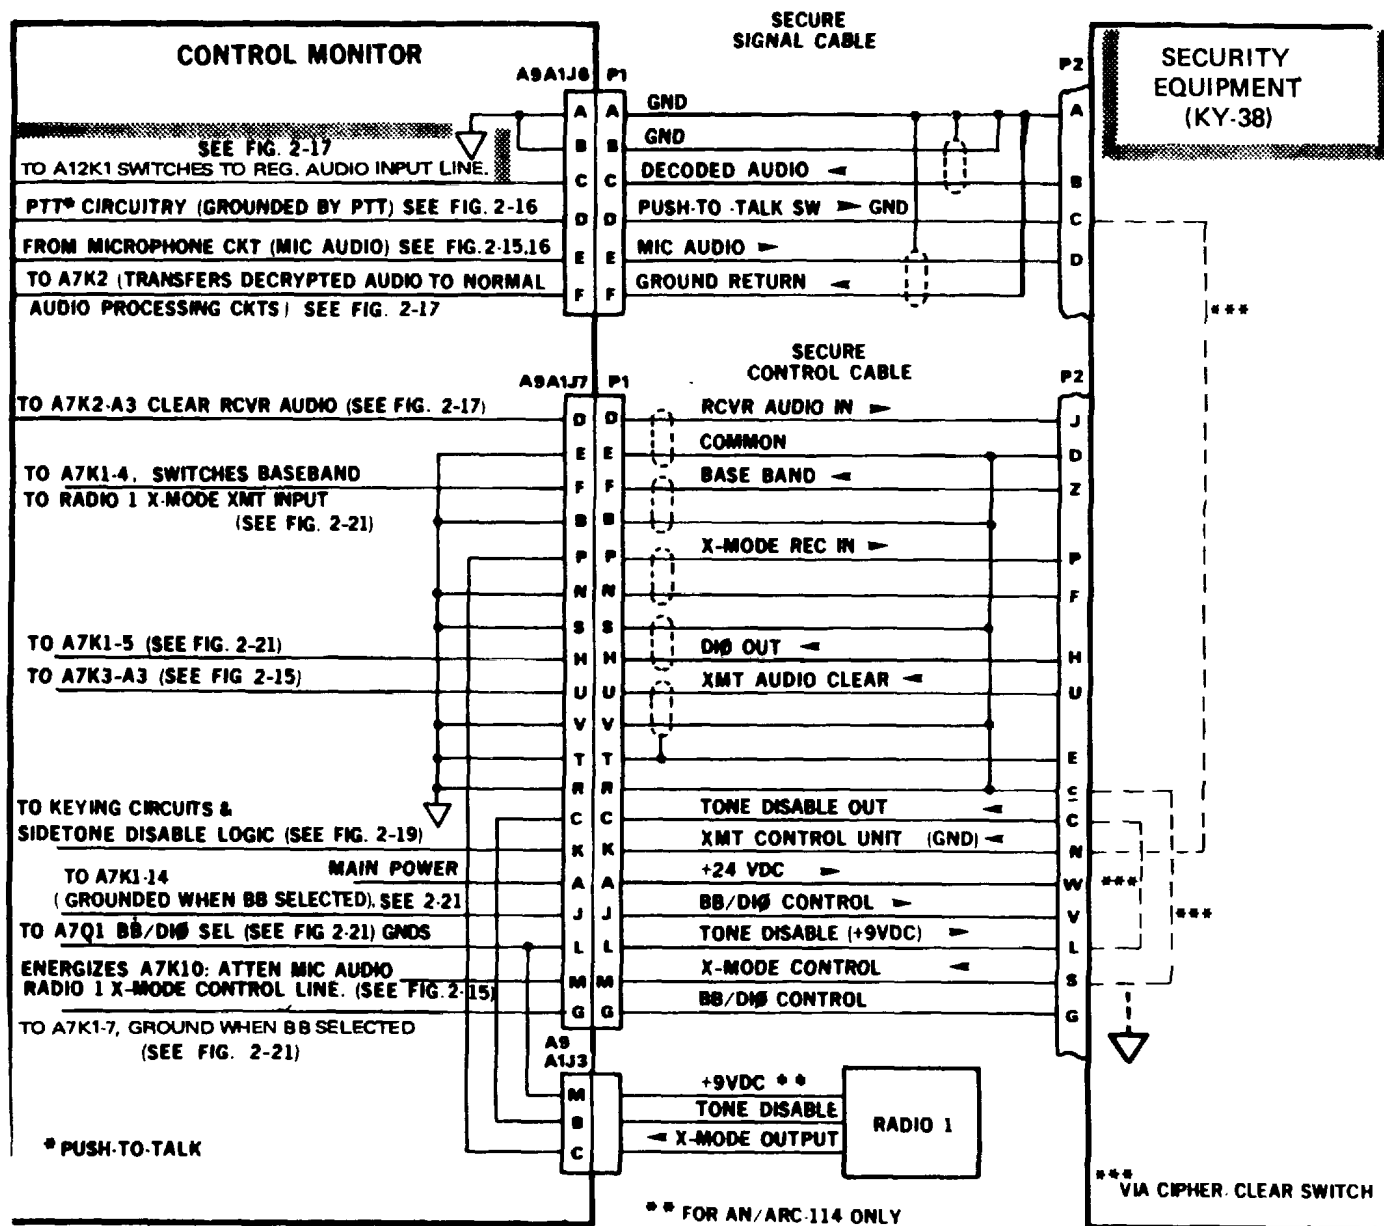 SECURE
SIGNAL CABLE
CONTROL MONITOR
A9A1J6 P1
P2
SECURITY
EQUIPMENT
(KY-38)
A A GND A
B B GND
SEE FIG. 2-17
TO A12K1 SWITCHES TO REG. AUDIO INPUT LINE. C C DECODED AUDIO B
PTT* CIRCUITRY (GROUNDED BY PTT) SEE FIG. 2-16 D D PUSH-TO -TALK SW GND C
FROM MICROPHONE CKT (MIC AUDIO) SEE FIG. 2-15,16 E E MIC AUDIO D
TO A7K2 (TRANSFERS DECRYPTED AUDIO TO NORMAL F F GROUND RETURN
AUDIO PROCESSING CKTS) SEE FIG. 2-17
***
SECURE
CONTROL CABLE
A9A1J7 P1
P2
TO A7K2-A3 CLEAR RCVR AUDIO (SEE FIG. 2-17) D D RCVR AUDIO IN J
E E COMMON D
TO A7K1-4, SWITCHES BASEBAND F F BASE BAND Z
TO RADIO 1 X-MODE XMT INPUT
(SEE FIG. 2-21) B B
P P X-MODE REC IN P
N N F
S S
TO A7K1-5 (SEE FIG. 2-21) H H DIØ OUT H
TO A7K3-A3 (SEE FIG 2-15) U U XMT AUDIO CLEAR U
V V
T T E
R R C
C C TONE DISABLE OUT C
TO KEYING CIRCUITS &
SIDETONE DISABLE LOGIC (SEE FIG. 2-19) K K XMT CONTROL UNIT (GND) N
MAIN POWER A A +24 VDC W ***
TO A7K1-14
(GROUNDED WHEN BB SELECTED). SEE 2-21 J J BB/DIØ CONTROL V ***
TO A7Q1 BB/DIØ SEL (SEE FIG 2-21) GNDS L L TONE DISABLE (+9VDC) L
ENERGIZES A7K10: ATTEN MIC AUDIO M M X-MODE CONTROL S
RADIO 1 X-MODE CONTROL LINE. (SEE FIG. 2-15)
G G BB/DIØ CONTROL G
TO A7K1-7, GROUND WHEN BB SELECTED
(SEE FIG. 2-21)
A9
A1J3
M +9VDC **
B TONE DISABLE
C X-MODE OUTPUT
RADIO 1
* PUSH-TO-TALK
*** VIA CIPHER. CLEAR SWITCH
** FOR AN/ARC-114 ONLY